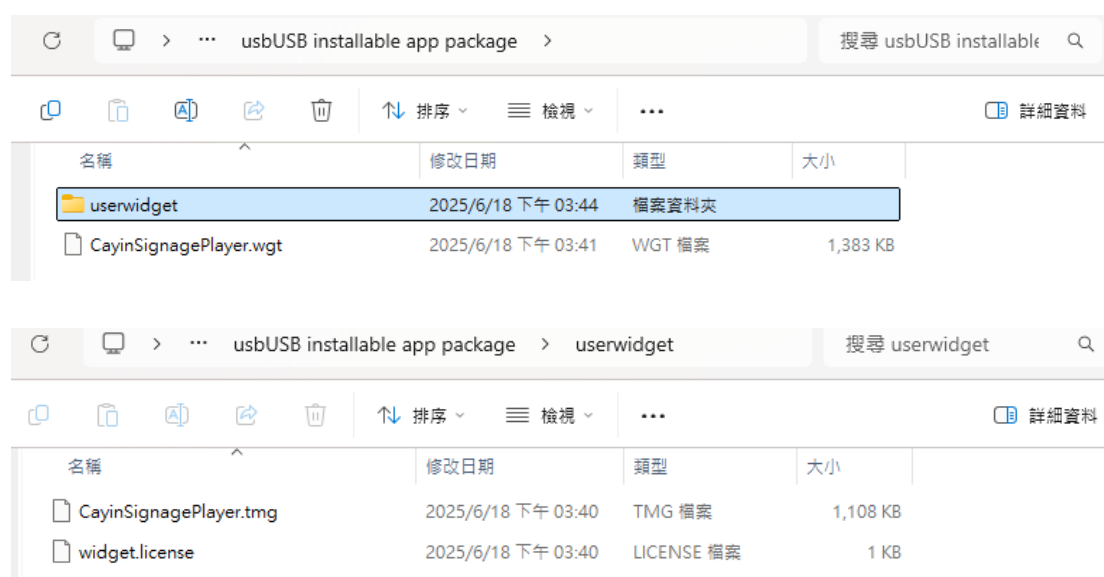 usbUSB installable app package
搜尋 usbUSB installable
排序 檢視 詳細資料
名稱 修改日期 類型 大小
userwidget 2025/6/18 下午 03:44 檔案資料夾
CayinSignagePlayer.wgt 2025/6/18 下午 03:41 WGT 檔案 1,383 KB
usbUSB installable app package > userwidget
搜尋 userwidget
排序 檢視 詳細資料
名稱 修改日期 類型 大小
CayinSignagePlayer.tmg 2025/6/18 下午 03:40 TMG 檔案 1,108 KB
widget.license 2025/6/18 下午 03:40 LICENSE 檔案 1 KB